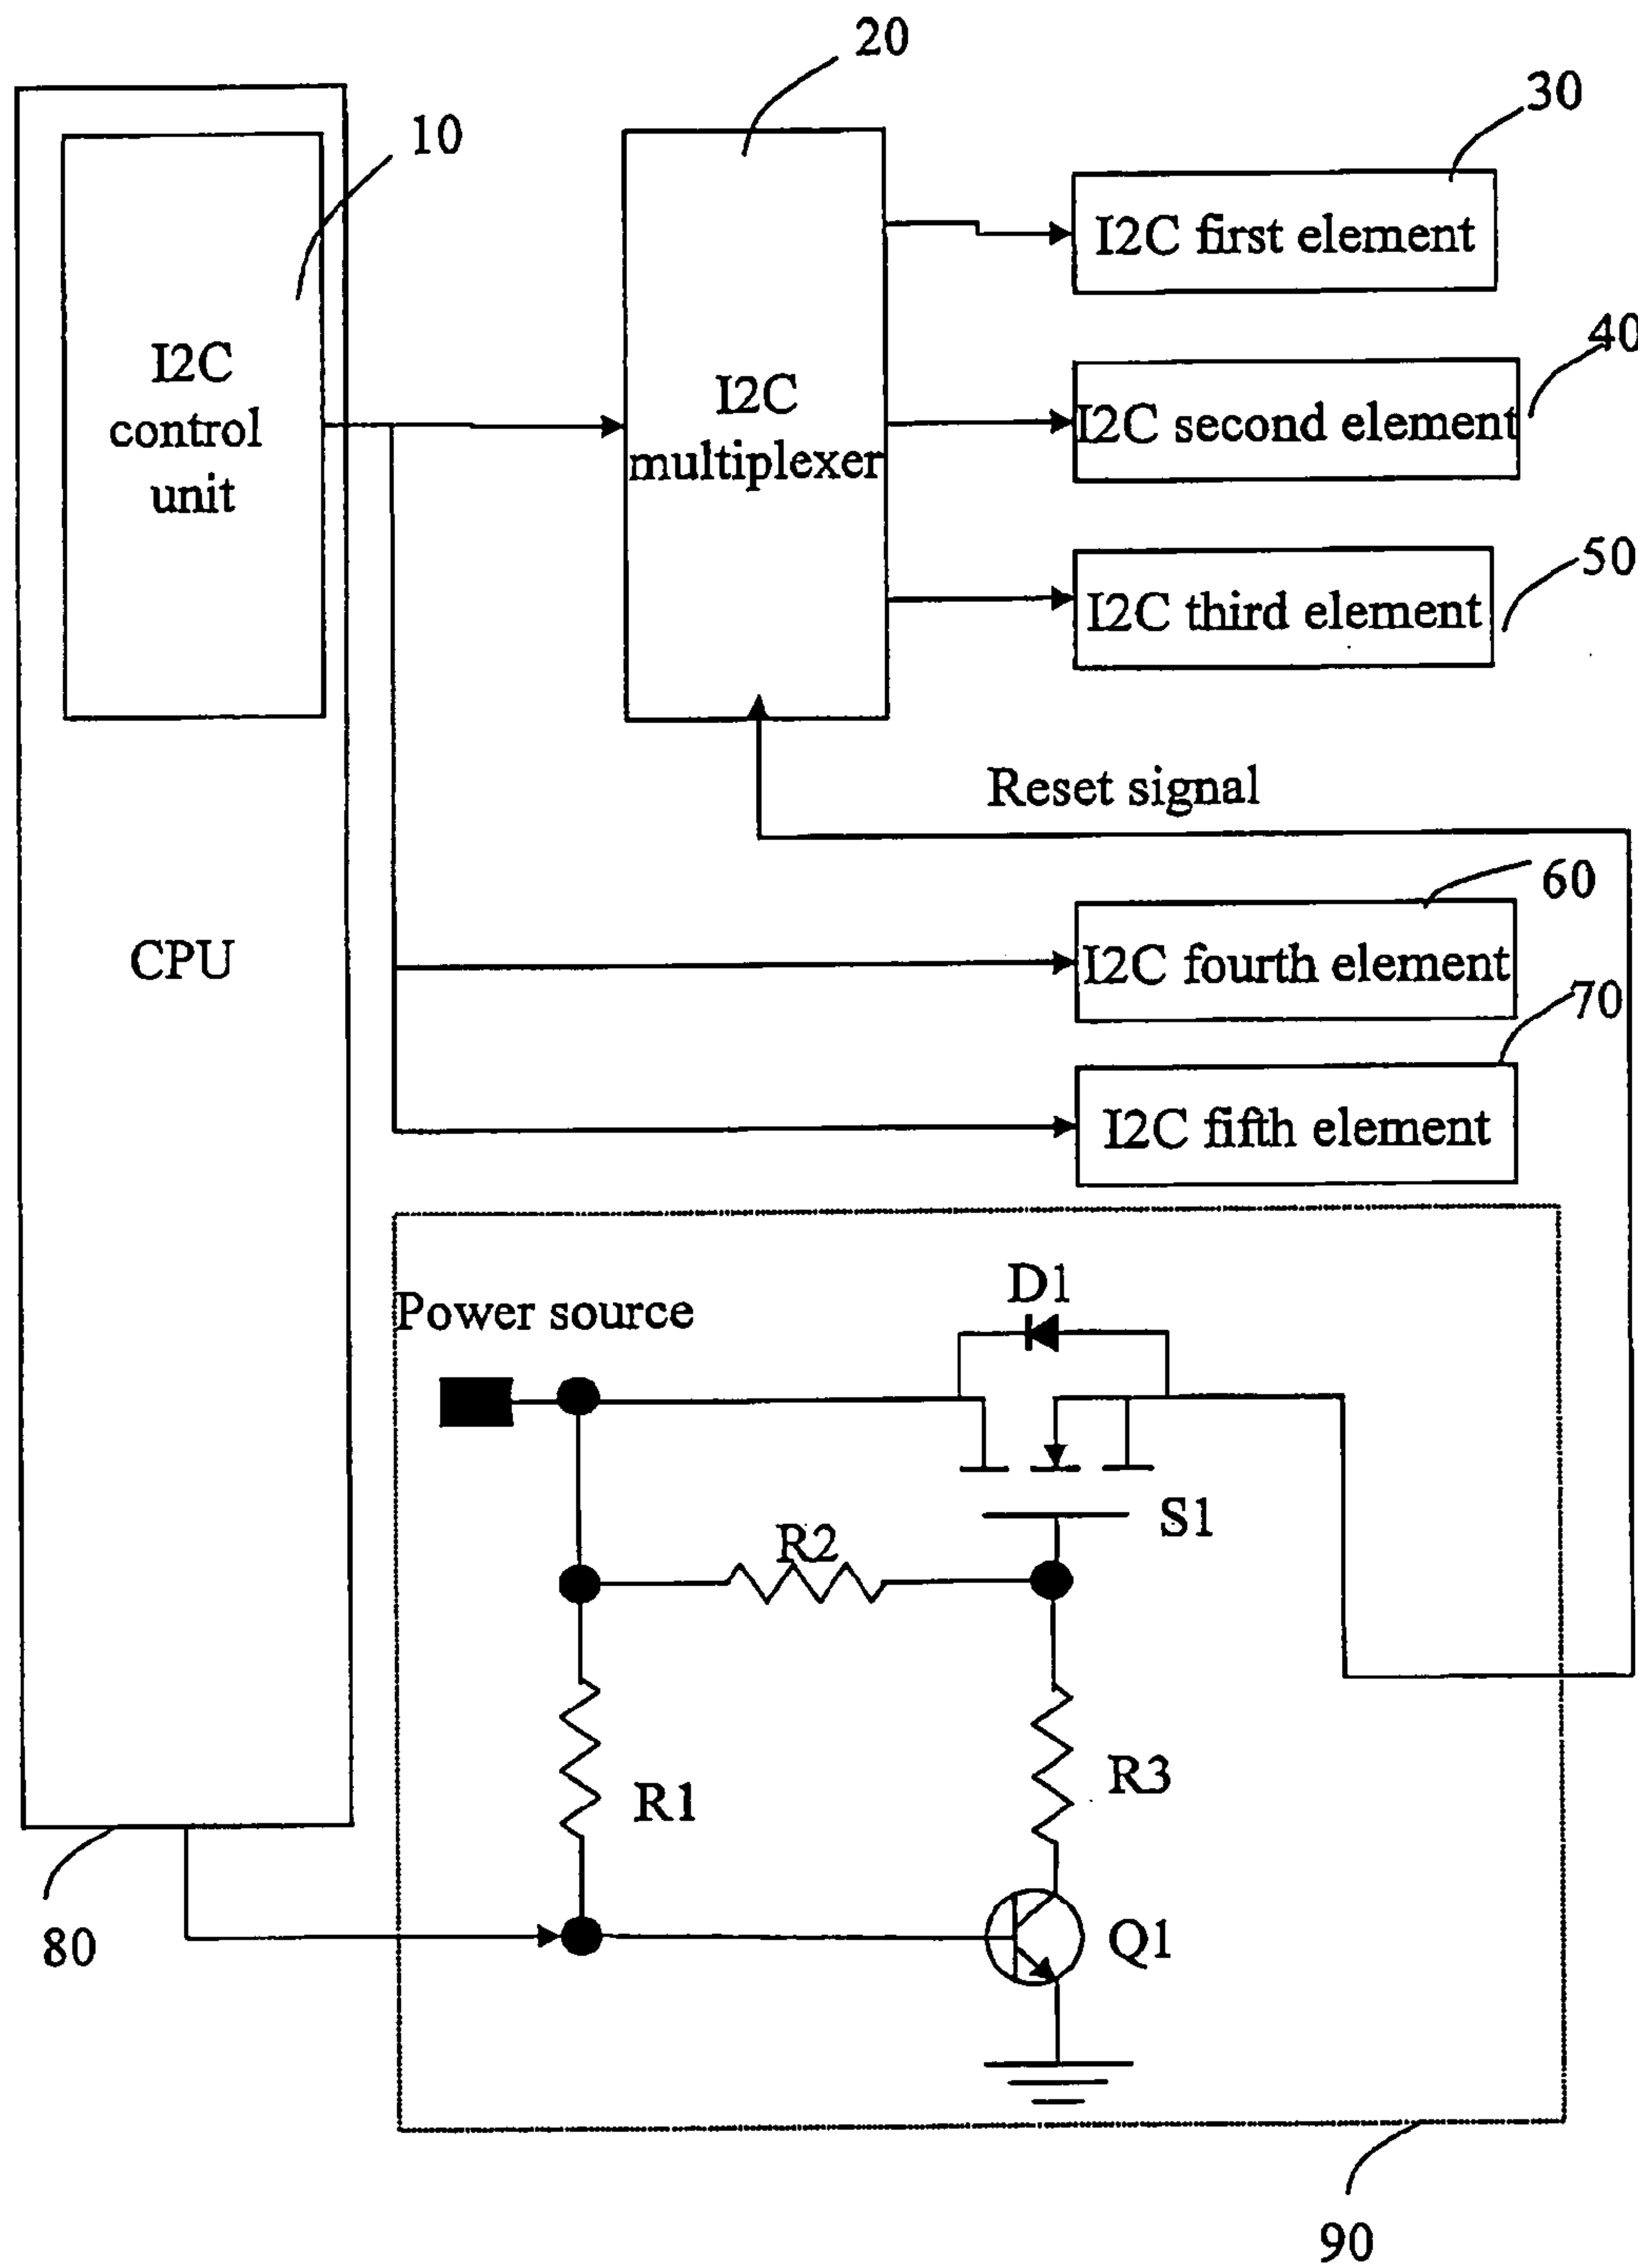 20
30
10
I2C first element
40
I2C
control
unit
I2C
multiplexer
I2C second element
50
I2C third element
Reset signal
60
CPU
I2C fourth element
70
I2C fifth element
D1
Power source
S1
R2
R3
R1
Q1
80
90